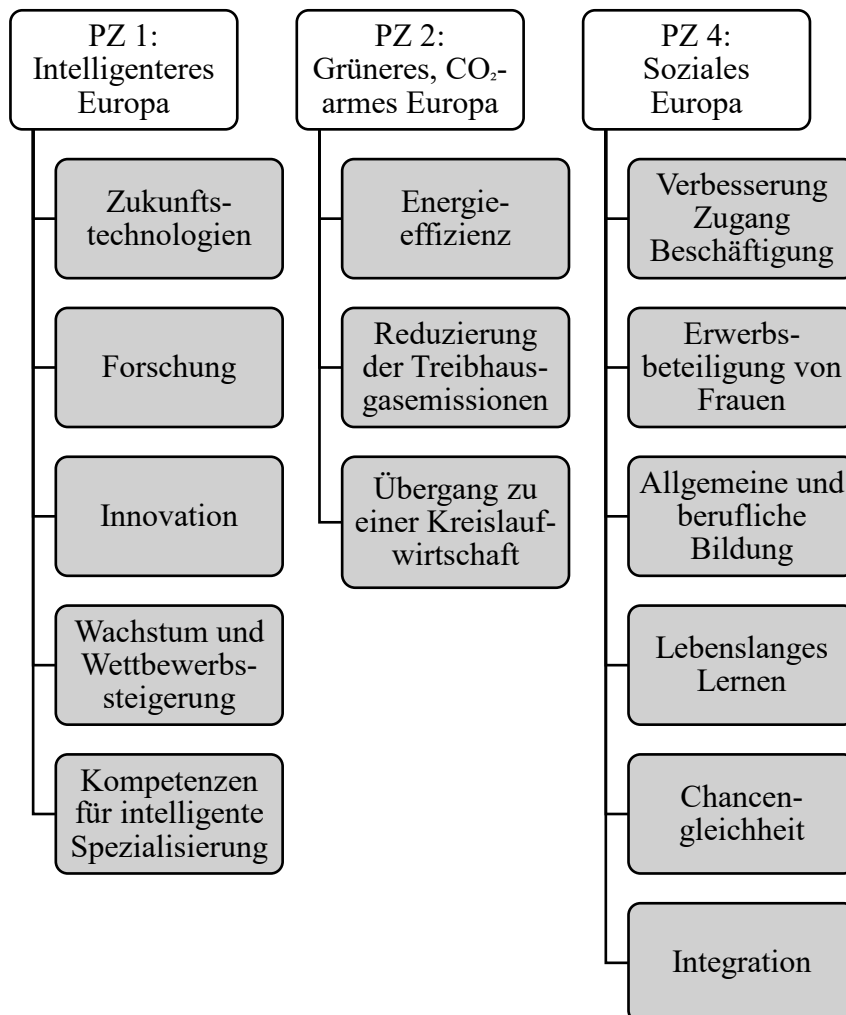 PZ 1:
Intelligenteres
Europa
Zukunfts-
technologien
Forschung
Innovation
Wachstum und
Wettbewerbs-
steigerung
Kompetenzen
für intelligente
Spezialisierung
PZ 2:
Grüneres, CO₂-
armes Europa
Energie-
effizienz
Reduzierung
der Treibhaus-
gasemissionen
Übergang zu
einer Kreislauf-
wirtschaft
PZ 4:
Soziales
Europa
Verbesserung
Zugang
Beschäftigung
Erwerbs-
beteiligung von
Frauen
Allgemeine und
berufliche
Bildung
Lebenslanges
Lernen
Chancen-
gleichheit
Integration